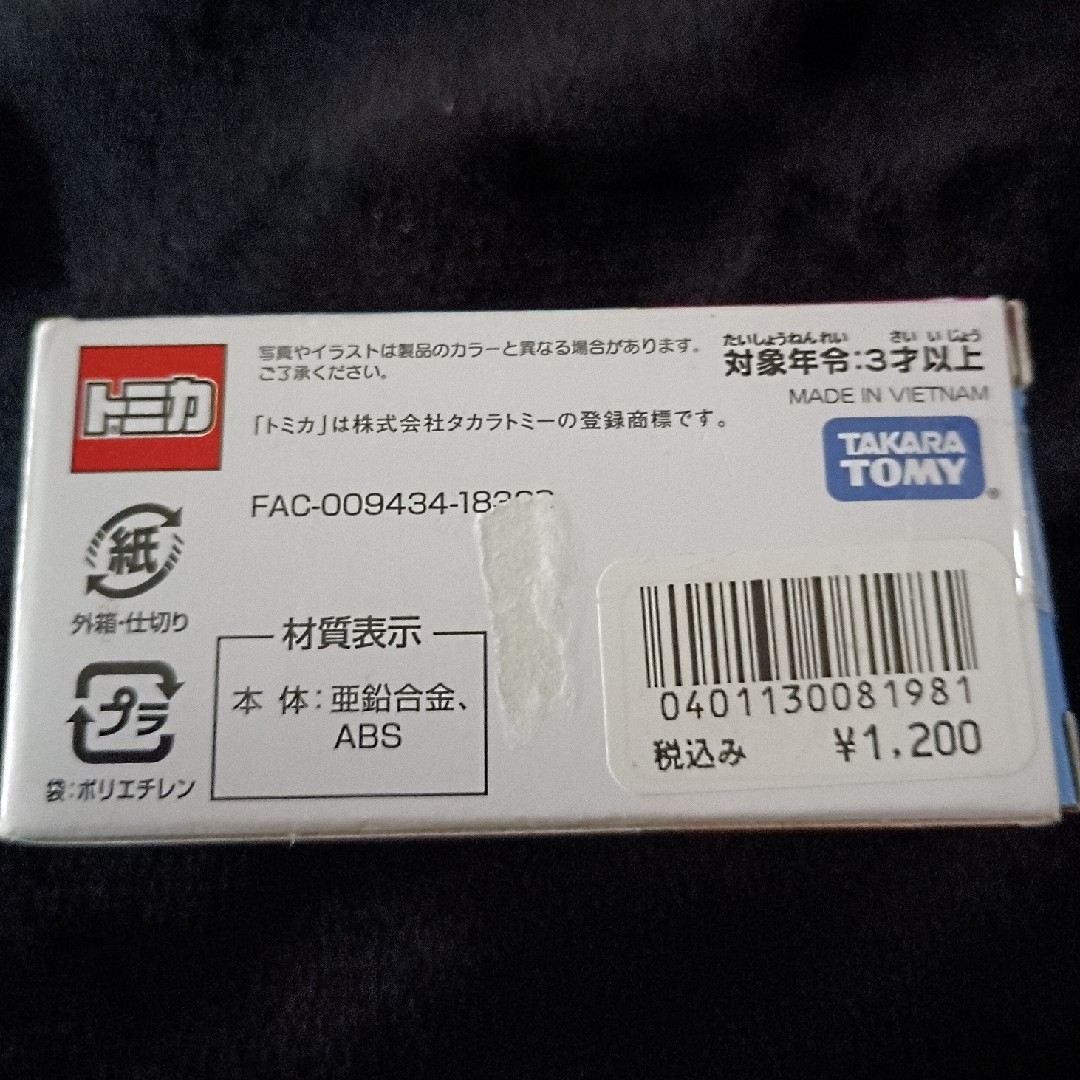 トミカ
写真やイラストは製品のカラーと異なる場合があります。
ご了承ください。
たいしょうねんれい さい いじょう
対象年令:3才以上
MADE IN VIETNAM
「トミカ」は株式会社タカラトミーの登録商標です。
TAKARA
TOMY
紙
外箱・仕切り
プラ
袋:ポリエチレン
材質表示
本 体:亜鉛合金、
ABS
0401130081981
税込み ¥1,200